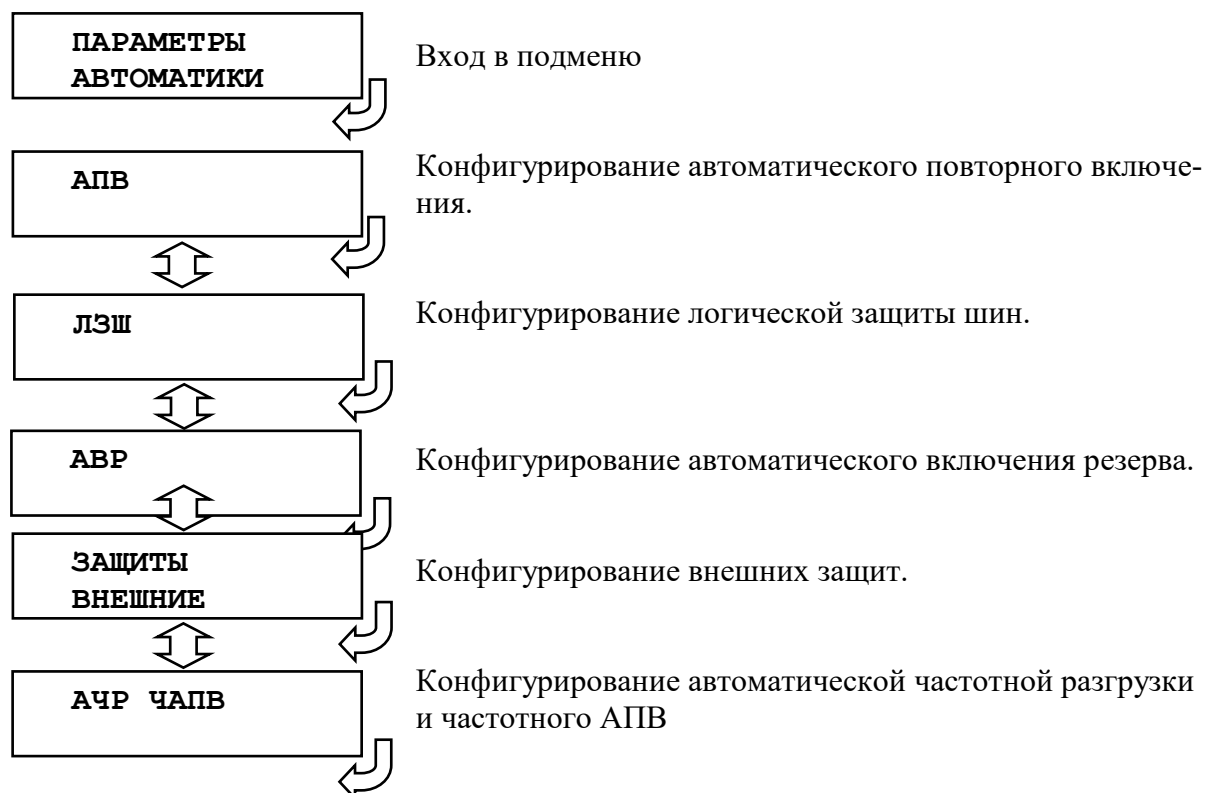 ПАРАМЕТРЫ
АВТОМАТИКИ
Вход в подменю
АПВ
Конфигурирование автоматического повторного включе-
ния.
ЛЗШ
Конфигурирование логической защиты шин.
АВР
Конфигурирование автоматического включения резерва.
ЗАЩИТЫ
ВНЕШНИЕ
Конфигурирование внешних защит.
АЧР ЧАПВ
Конфигурирование автоматической частотной разгрузки
и частотного АПВ